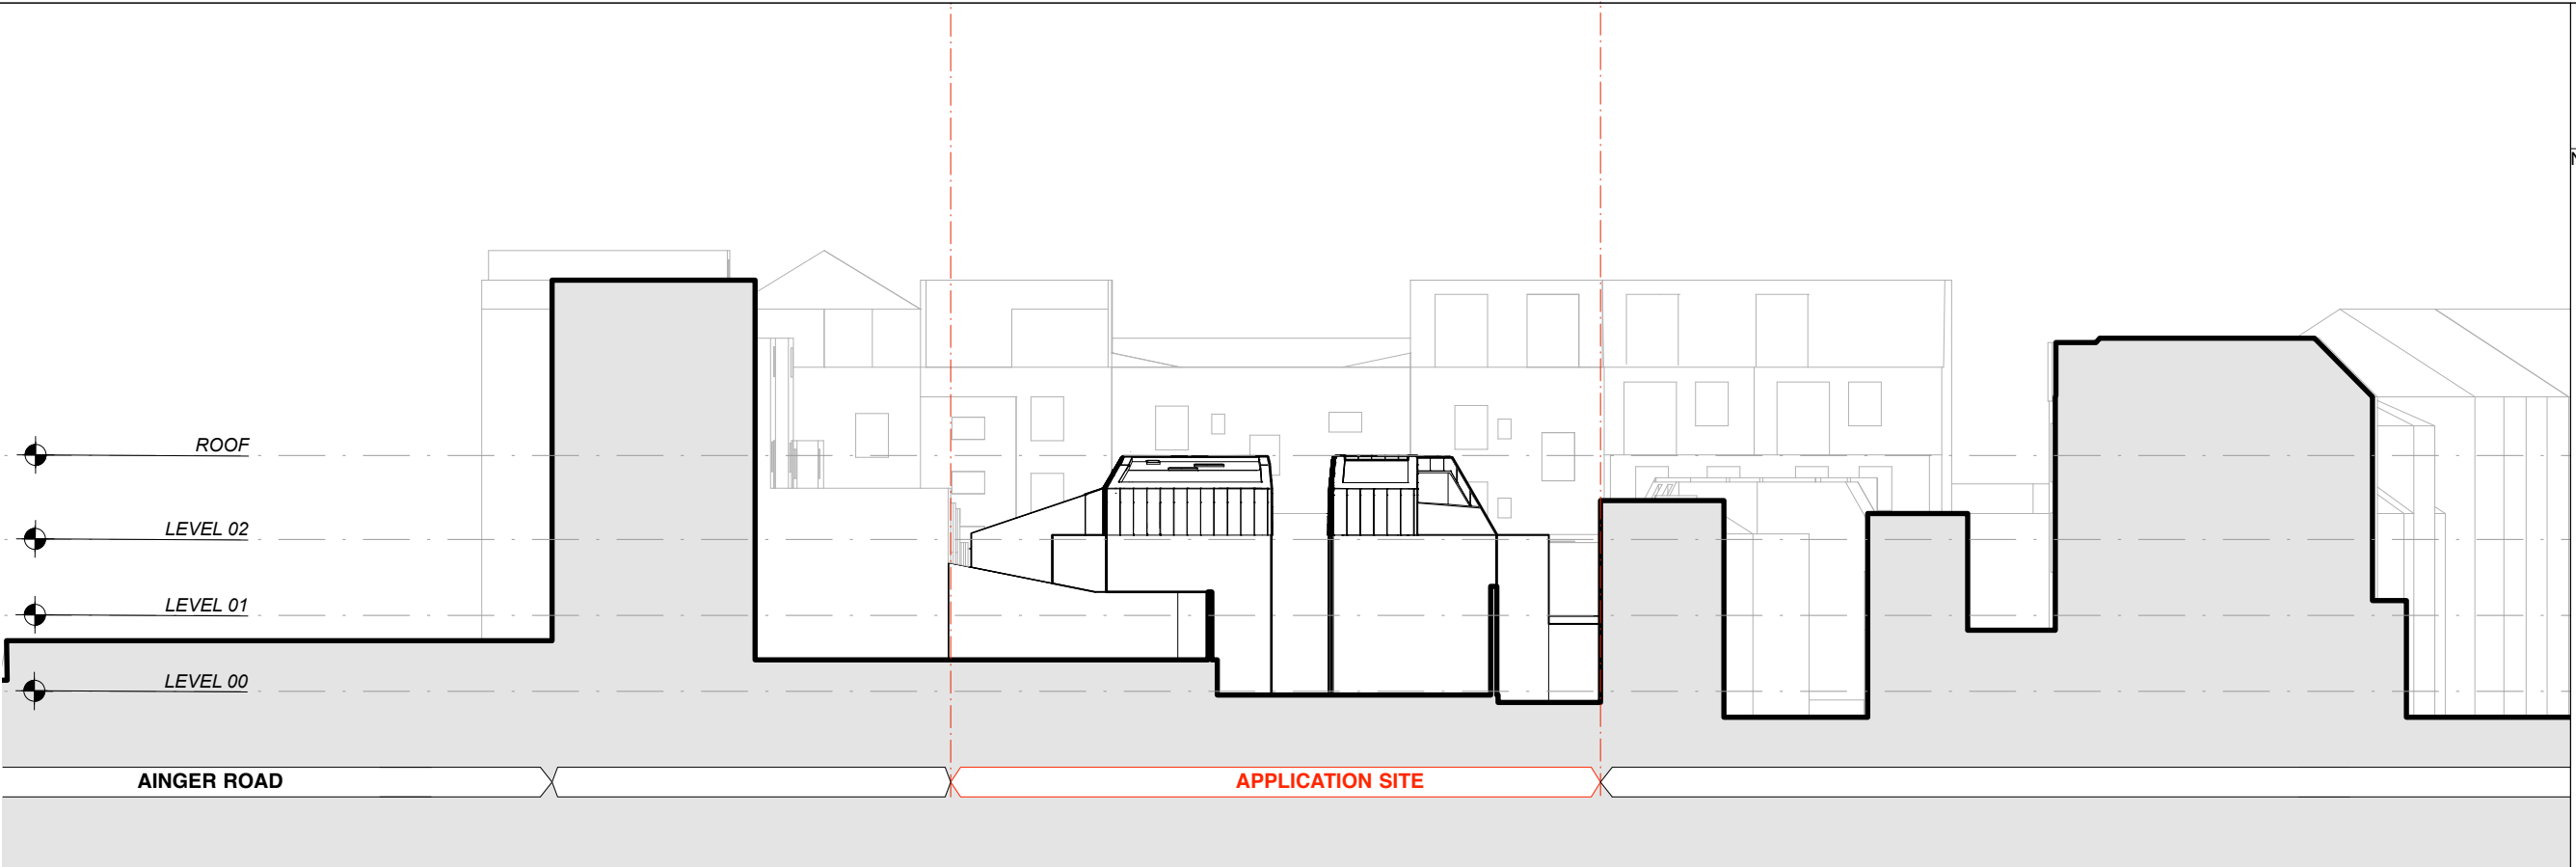 ROOF
LEVEL 02
LEVEL 01
LEVEL 00
AINGER ROAD
APPLICATION SITE